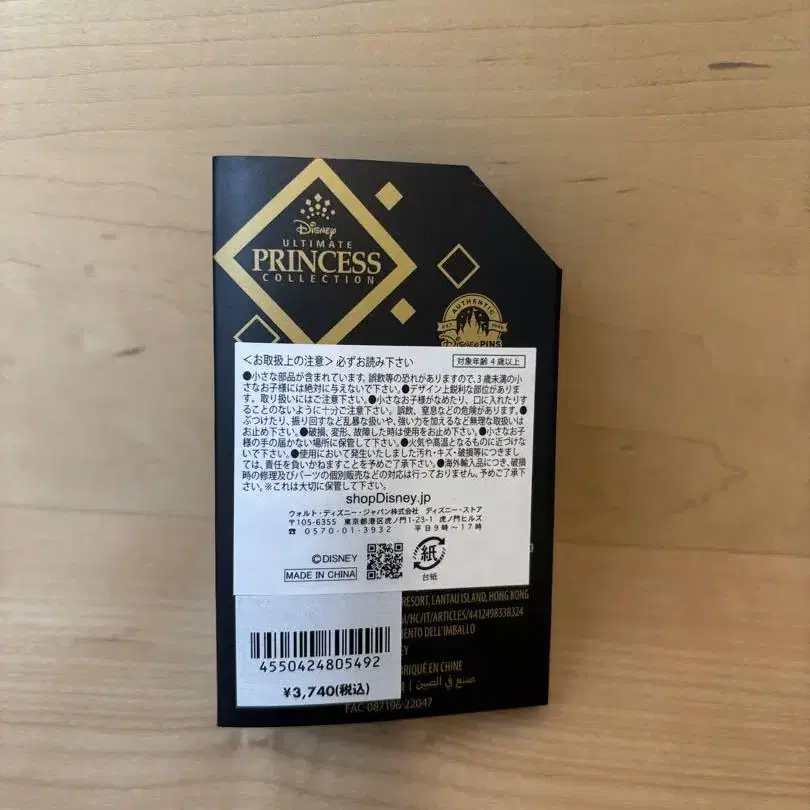 Disney
ULTIMATE
PRINCESS
COLLECTION
AUTHENTIC
EST.
Disney PINS
＜お取扱上の注意＞必ずお読み下さい
対象年齢 4歳以上
●小さな部品が含まれています。誤飲等の恐れがありますので、3歳未満の小
さなお子様には絶対に与えないで下さい。●デザイン上鋭利な部位がありま
す。取り扱いにはご注意下さい。●小さなお子様がなめたり、口に入れたりす
ることのないように十分ご注意下さい。誤飲、窒息などの危険があります。●
ぶつけたり、振り回すなど乱暴な扱いや、強い力を加えるなど無理な取扱いは
お止め下さい。●破損、変形、故障した時は使用をお止め下さい。●小さなお子
様の手の届かない場所に保管して下さい。●火気や高温となるものに近づけな
いで下さい。●使用において発生いたしました汚れ・キズ・破損等につきまし
ては、責任を負いかねますことを予めご了承下さい。●海外輸入品につき、破損
時の修理及びパーツの個別販売などの対応は行っておりません。予めご了承下
さい。※これは大切に保管して下さい。
shopDisney.jp
ウォルト・ディズニー・ジャパン株式会社 ディズニー・ストア
〒105-6355 東京都港区虎ノ門1-23-1 虎ノ門ヒルズ
☎ 0570-01-3932 平日9時〜17時
©DISNEY
MADE IN CHINA
紙
台紙
RESORT, LANTAU ISLAND, HONG KONG
M/HC/IT/ARTICLES/4412498338324
MENTO DELL'IMBALLO
EY
BRIQUÉ EN CHINE
صنع في الصين
FAC-087196-22047
4550424805492
¥3,740(税込)